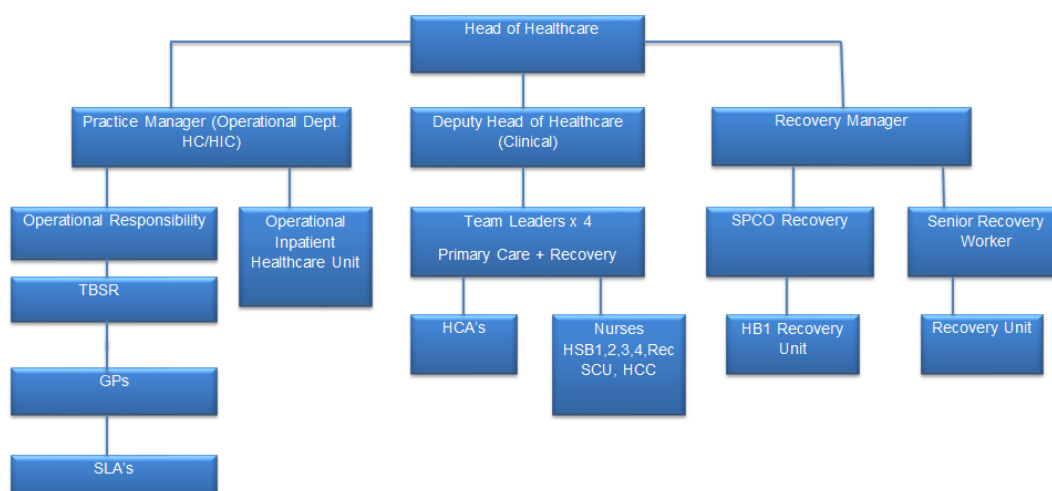 Head of Healthcare
Practice Manager (Operational Dept.
HC/HIC)
Deputy Head of Healthcare
(Clinical)
Recovery Manager
Operational Responsibility
Operational
Inpatient
Healthcare Unit
Team Leaders x 4
Primary Care + Recovery
SPCO Recovery
Senior Recovery
Worker
TBSR
HCA's
Nurses
HSB1,2,3,4,Rec
SCU, HCC
HB1 Recovery
Unit
Recovery Unit
GPs
SLA's